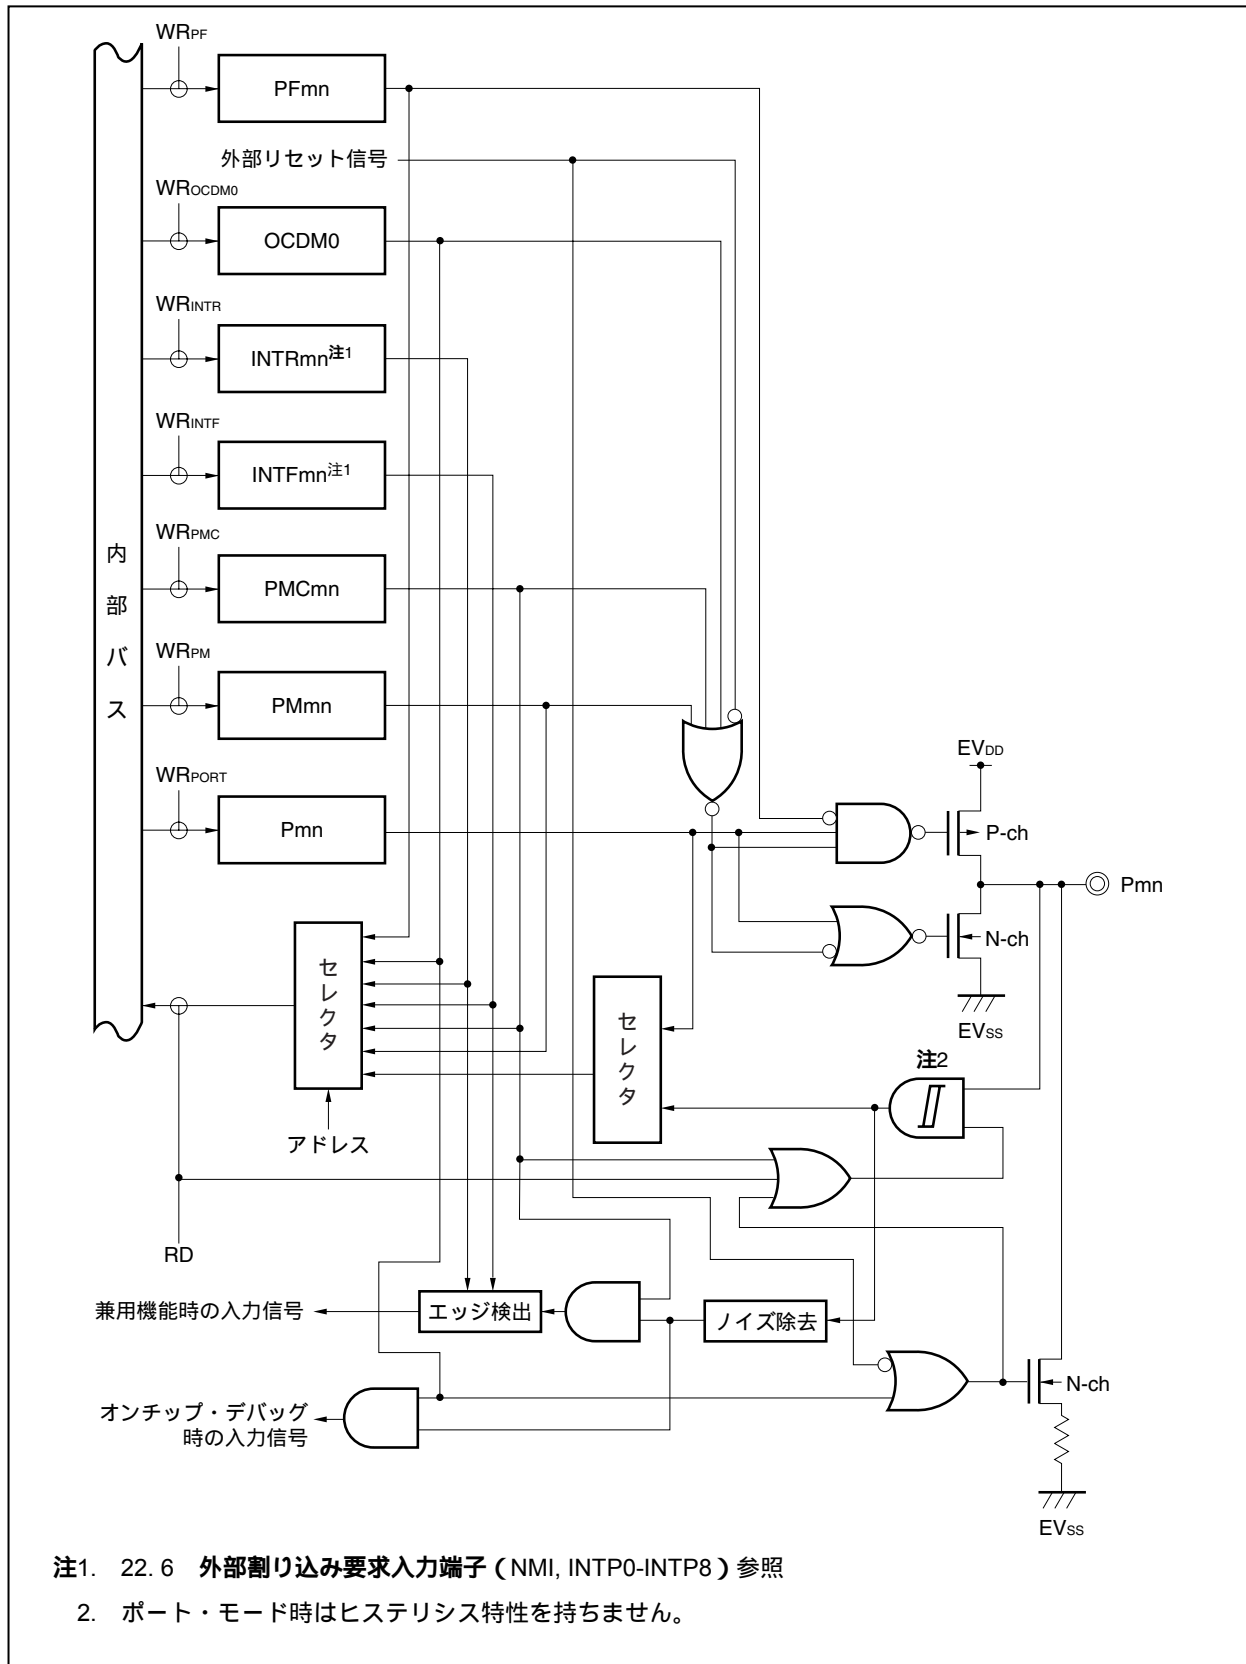 WRPF
PFmn
外部リセット信号
WROCDM0
OCDM0
WRINTR
INTRmn注1
WRINTF
INTFmn注1
WRPMC
PMCmn
内部バス
WRPM
PMmn
WRPORT
Pmn
EVDD
P-ch
Pmn
N-ch
EVSS
セレクタ
セレクタ
注2
アドレス
RD
兼用機能時の入力信号
エッジ検出
ノイズ除去
オンチップ・デバッグ
時の入力信号
N-ch
EVSS
注1. 22. 6 外部割り込み要求入力端子(NMI, INTP0-INTP8)参照
2. ポート・モード時はヒステリシス特性を持ちません。